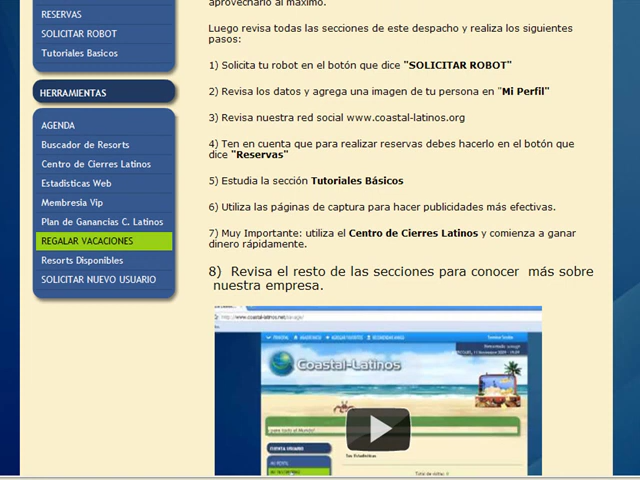 RESERVAS
SOLICITAR ROBOT
Tutoriales Basicos
HERRAMIENTAS
AGENDA
Buscador de Resorts
Centro de Cierres Latinos
Estadisticas Web
Membresia Vip
Plan de Ganancias C. Latinos
REGALAR VACACIONES
Resorts Disponibles
SOLICITAR NUEVO USUARIO
aprovecharlo al máximo.
Luego revisa todas las secciones de este despacho y realiza los siguientes
pasos:
1) Solicita tu robot en el botón que dice "SOLICITAR ROBOT"
2) Revisa los datos y agrega una imagen de tu persona en "Mi Perfil"
3) Revisa nuestra red social www.coastal-latinos.org
4) Ten en cuenta que para realizar reservas debes hacerlo en el botón que
dice "Reservas"
5) Estudia la sección Tutoriales Básicos
6) Utiliza las páginas de captura para hacer publicidades más efectivas.
7) Muy Importante: utiliza el Centro de Cierres Latinos y comienza a ganar
dinero rápidamente.
8) Revisa el resto de las secciones para conocer más sobre
nuestra empresa.
Coastal-Latinos